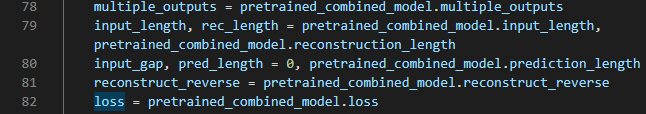 78 multiple_outputs = pretrained_combined_model.multiple_outputs
79 input_length, rec_length = pretrained_combined_model.input_length,
pretrained_combined_model.reconstruction_length
80 input_gap, pred_length = 0, pretrained_combined_model.prediction_length
81 reconstruct_reverse = pretrained_combined_model.reconstruct_reverse
82 loss = pretrained_combined_model.loss